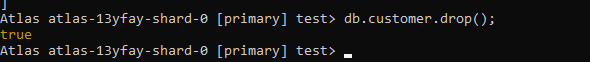 ]
Atlas atlas-13yfay-shard-0 [primary] test> db.customer.drop();
true
Atlas atlas-13yfay-shard-0 [primary] test>